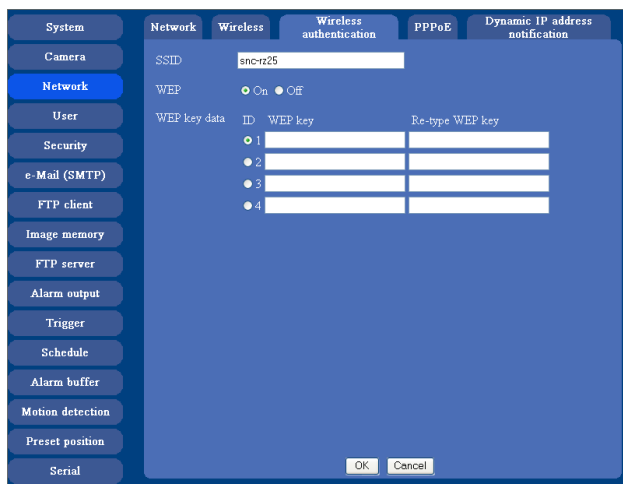 System
Camera
Network
User
Security
e-Mail (SMTP)
FTP client
Image memory
FTP server
Alarm output
Trigger
Schedule
Alarm buffer
Motion detection
Preset position
Serial
Network
Wireless
Wireless
authentication
PPPoE
Dynamic IP address
notification
SSID snc-rz25
WEP On Off
WEP key data ID WEP key Re-type WEP key
1
2
3
4
OK Cancel